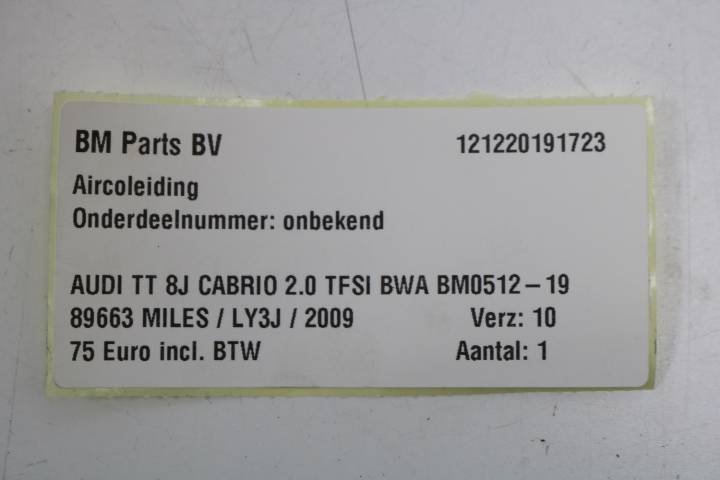 BM Parts BV 121220191723
Aircoleiding
Onderdeelnummer: onbekend
AUDI TT 8J CABRIO 2.0 TFSI BWA BM0512-19
89663 MILES / LY3J / 2009 Verz: 10
75 Euro incl. BTW Aantal: 1